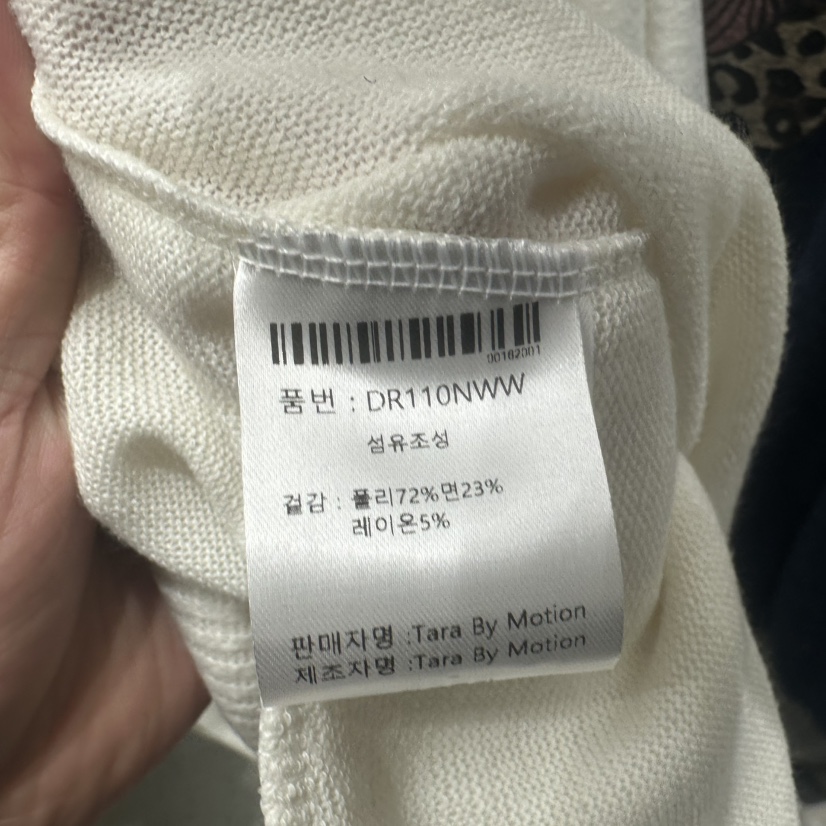 00182001
품번 : DR110NWW
섬유조성
겉감 : 폴리72%면23%
레이온5%
판매자명 :Tara By Motion
제조자명 :Tara By Motion